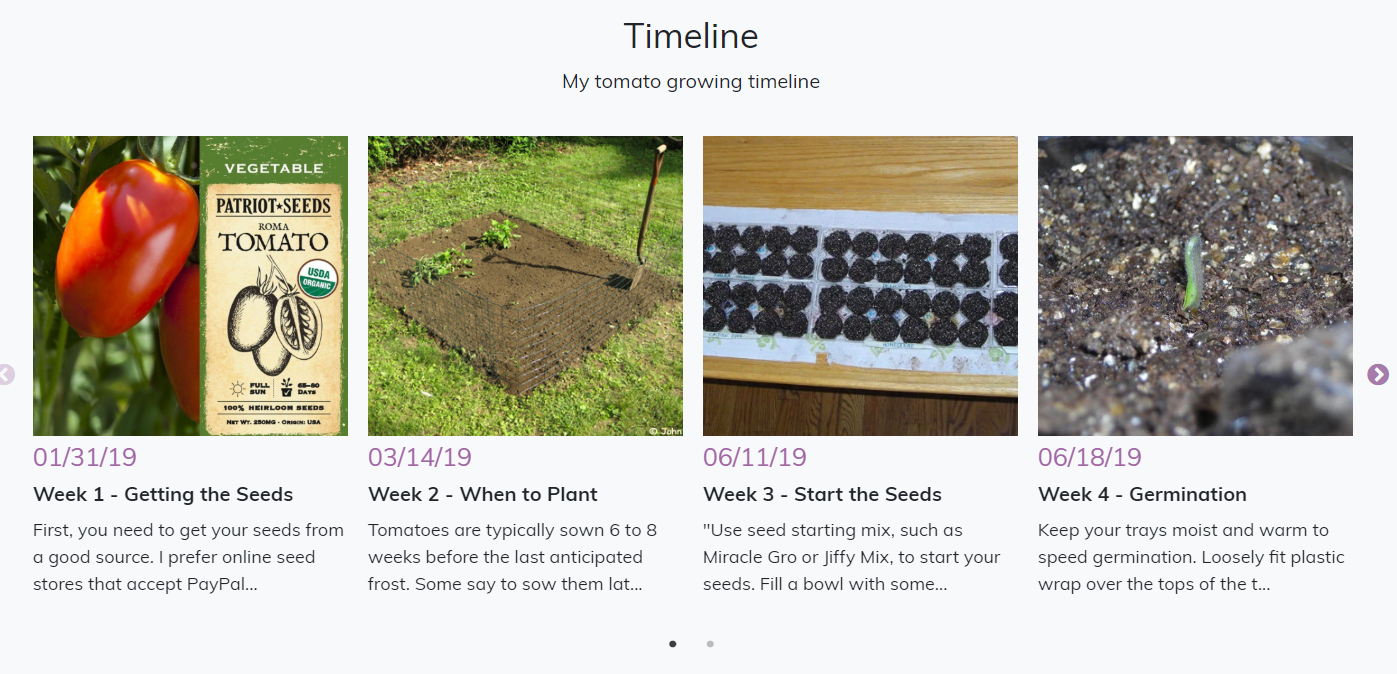 Timeline
My tomato growing timeline
VEGETABLE
PATRIOT★SEEDS
ROMA
TOMATO
USDA
ORGANIC
FULL
SUN
65-80
DAYS
100% HEIRLOOM SEEDS
NET WT. 250MG • ORIGIN: USA
© John
01/31/19
Week 1 - Getting the Seeds
First, you need to get your seeds from
a good source. I prefer online seed
stores that accept PayPal...
03/14/19
Week 2 - When to Plant
Tomatoes are typically sown 6 to 8
weeks before the last anticipated
frost. Some say to sow them lat...
06/11/19
Week 3 - Start the Seeds
"Use seed starting mix, such as
Miracle Gro or Jiffy Mix, to start your
seeds. Fill a bowl with some...
06/18/19
Week 4 - Germination
Keep your trays moist and warm to
speed germination. Loosely fit plastic
wrap over the tops of the t...